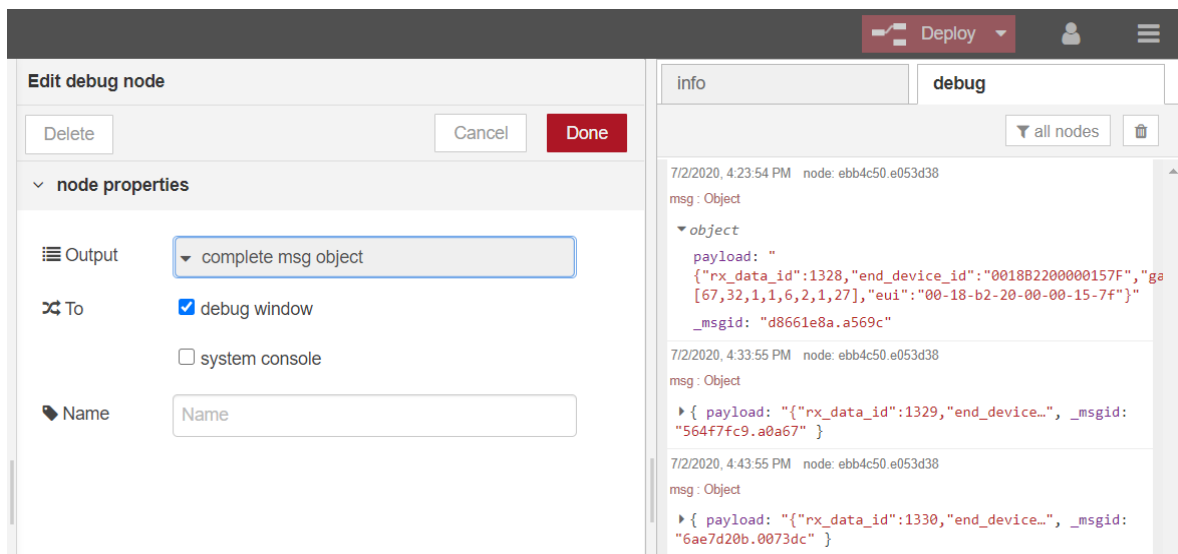 Deploy
Edit debug node
Delete
Cancel
Done
node properties
Output
complete msg object
To
debug window
system console
Name
Name
info
debug
all nodes
7/2/2020, 4:23:54 PM node: ebb4c50.e053d38
msg : Object
object
payload: "
{"rx_data_id":1328,"end_device_id":"0018B2200000157F","ga
[67,32,1,1,6,2,1,27],"eui":"00-18-b2-20-00-00-15-7f"}"
_msgid: "d8661e8a.a569c"
7/2/2020, 4:33:55 PM node: ebb4c50.e053d38
msg : Object
{ payload: "{"rx_data_id":1329,"end_device…", _msgid:
"564f7fc9.a0a67" }
7/2/2020, 4:43:55 PM node: ebb4c50.e053d38
msg : Object
{ payload: "{"rx_data_id":1330,"end_device…", _msgid:
"6ae7d20b.0073dc" }